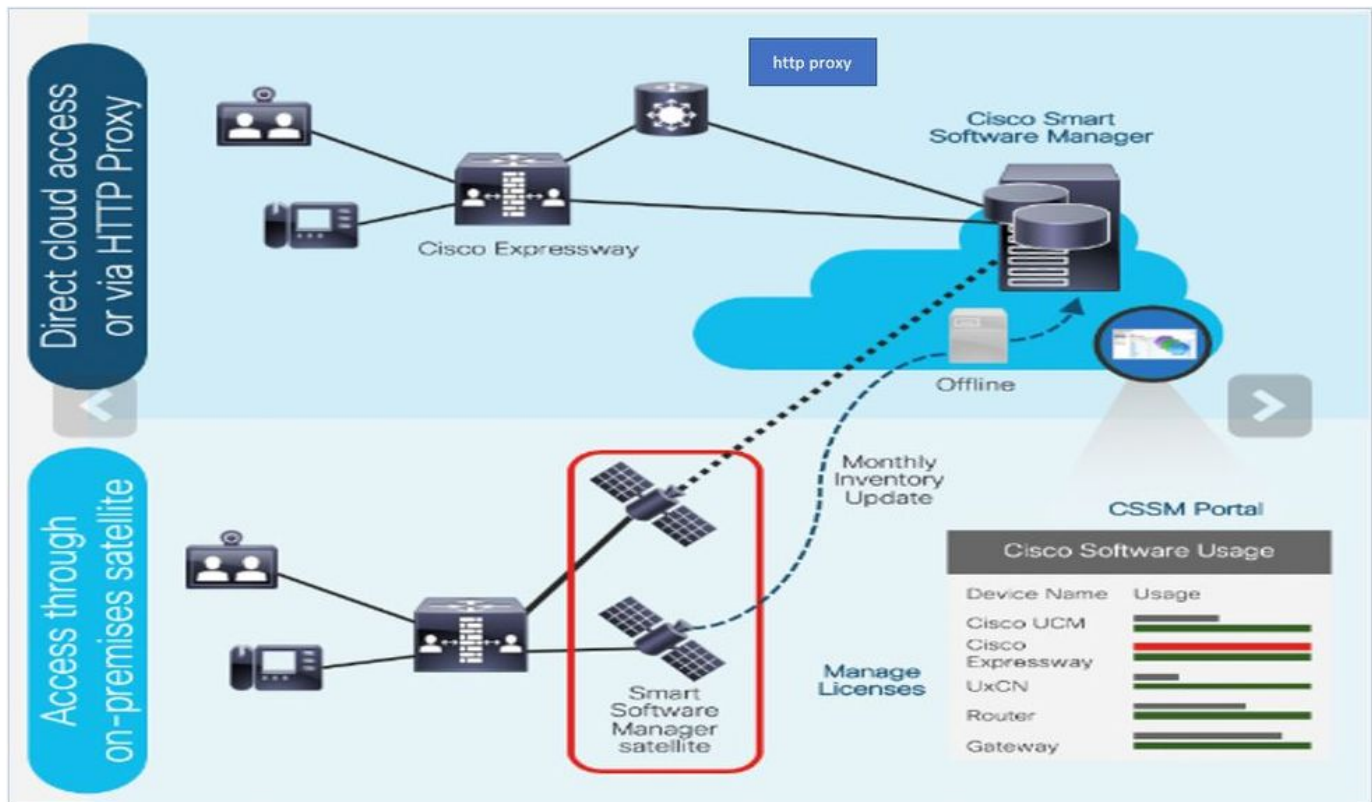 Direct cloud access
or via HTTP Proxy
http proxy
Cisco Smart
Software Manager
Cisco Expressway
Offline
Access through
on-premises satellite
Monthly
Inventory
Update
Smart
Software
Manager
satellite
Manage
Licenses
CSSM Portal
Cisco Software Usage
Device Name Usage
Cisco UCM
Cisco
Expressway
UxCN
Router
Gateway